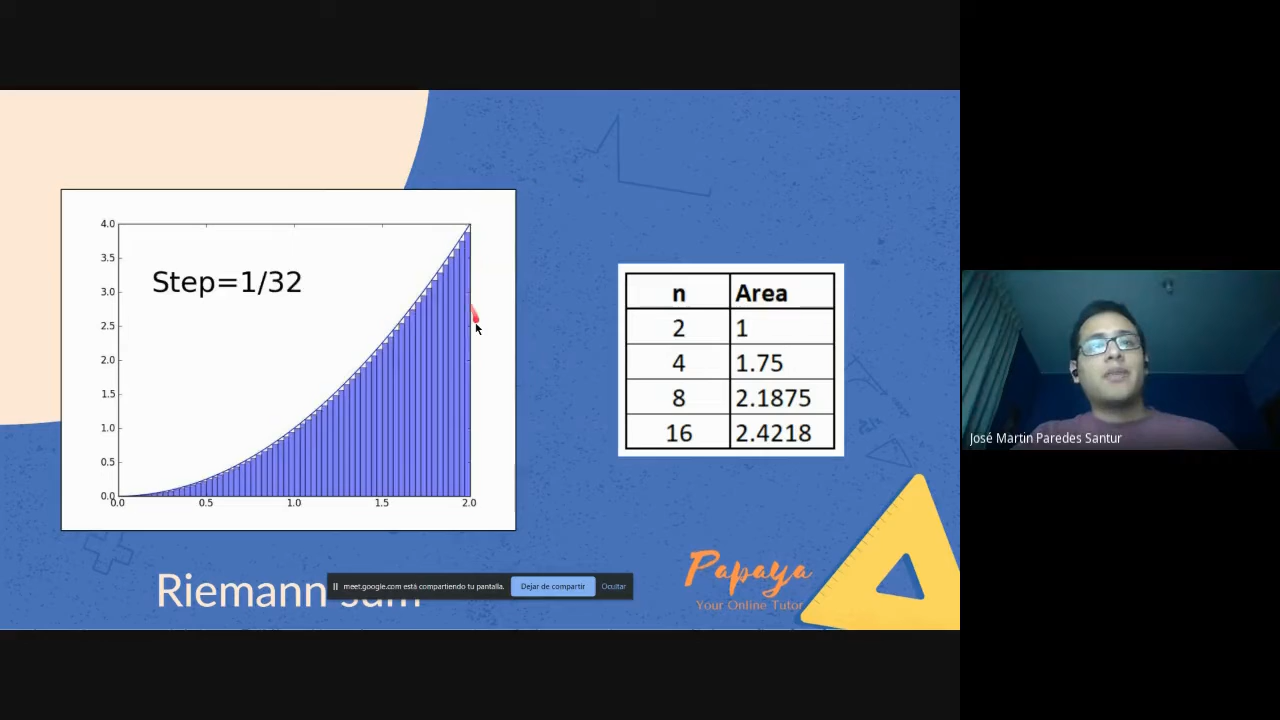 4.0
3.5
Step=1/32
3.0
2.5
2.0
1.5
1.0
0.5
0.0
0.0 0.5 1.0 1.5 2.0
n Area
2 1
4 1.75
8 2.1875
16 2.4218
José Martin Paredes Santur
Riemann sum
meet.google.com está compartiendo tu pantalla. Dejar de compartir Ocultar
Papaya
Your Online Tutor